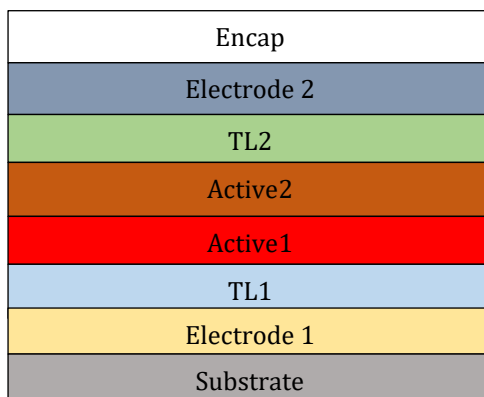 Encap
Electrode 2
TL2
Active2
Active1
TL1
Electrode 1
Substrate